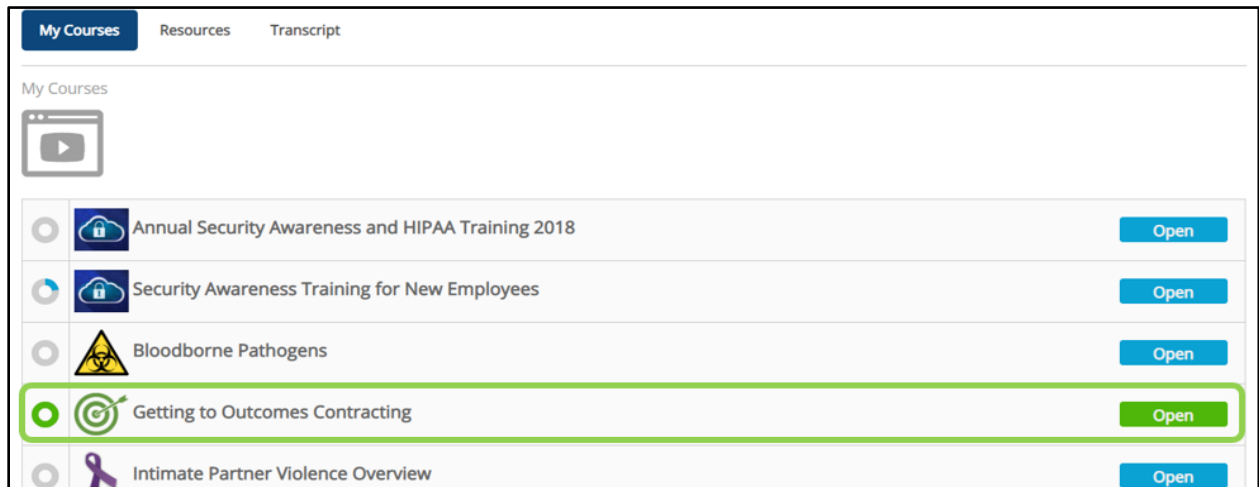 My Courses Resources Transcript
My Courses
Annual Security Awareness and HIPAA Training 2018 Open
Security Awareness Training for New Employees Open
Bloodborne Pathogens Open
Getting to Outcomes Contracting Open
Intimate Partner Violence Overview Open